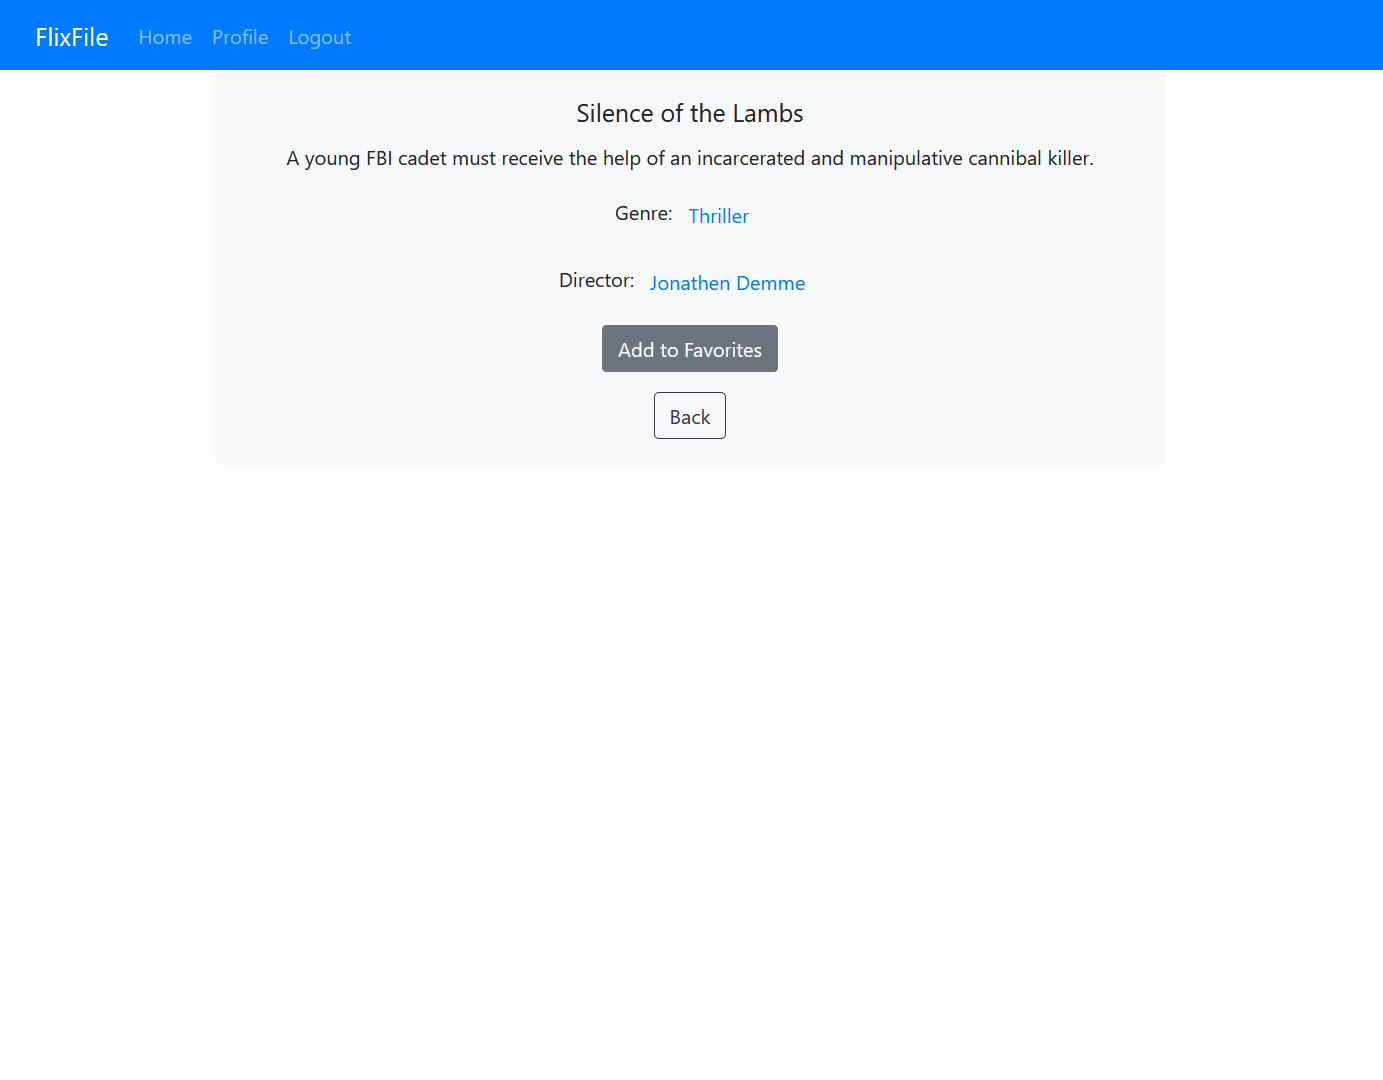 FlixFile Home Profile Logout
Silence of the Lambs
A young FBI cadet must receive the help of an incarcerated and manipulative cannibal killer.
Genre: Thriller
Director: Jonathen Demme
Add to Favorites
Back